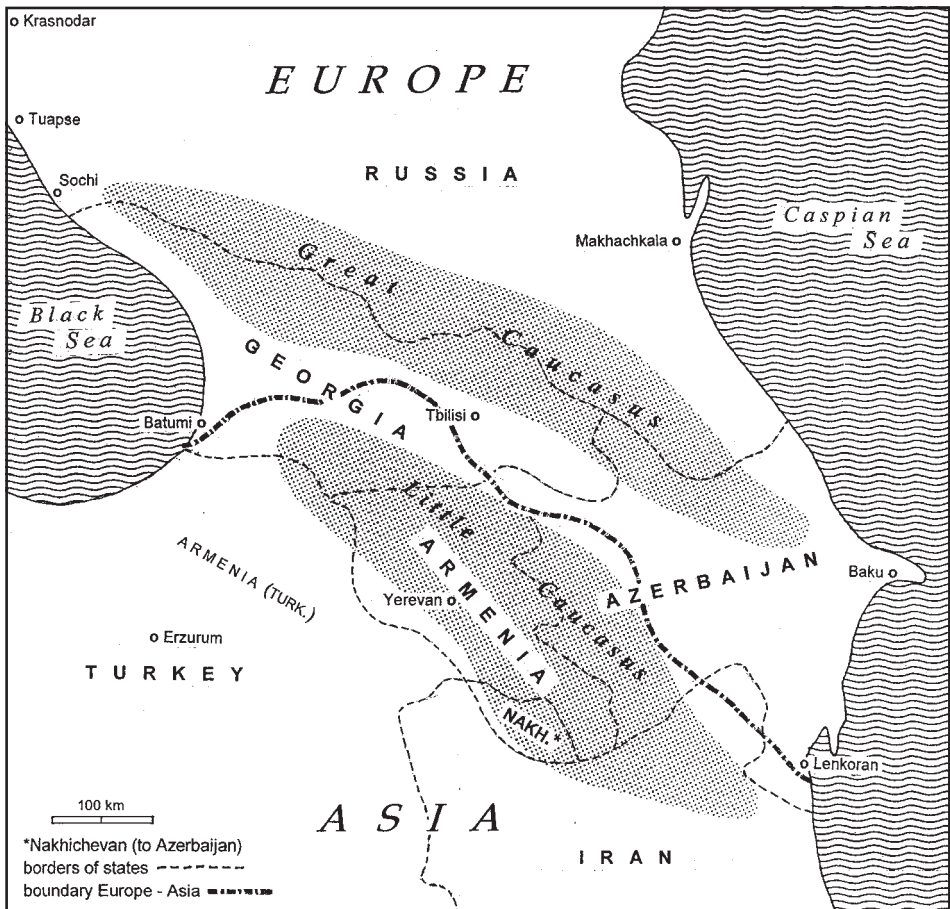 Krasnodar
EUROPE
Tuapse
RUSSIA
Sochi
Caspian
Sea
Makhachkala
Great
Black
Sea
Caucasus
GEORGIA
Tbilisi
Batumi
Little
ARMENIA (TURK.)
ARMENIA
AZERBAIJAN
Baku
Yerevan
Caucasus
Erzurum
TURKEY
NAKH.*
Lenkoran
100 km
ASIA
*Nakhichevan (to Azerbaijan)
IRAN
borders of states
boundary Europe - Asia